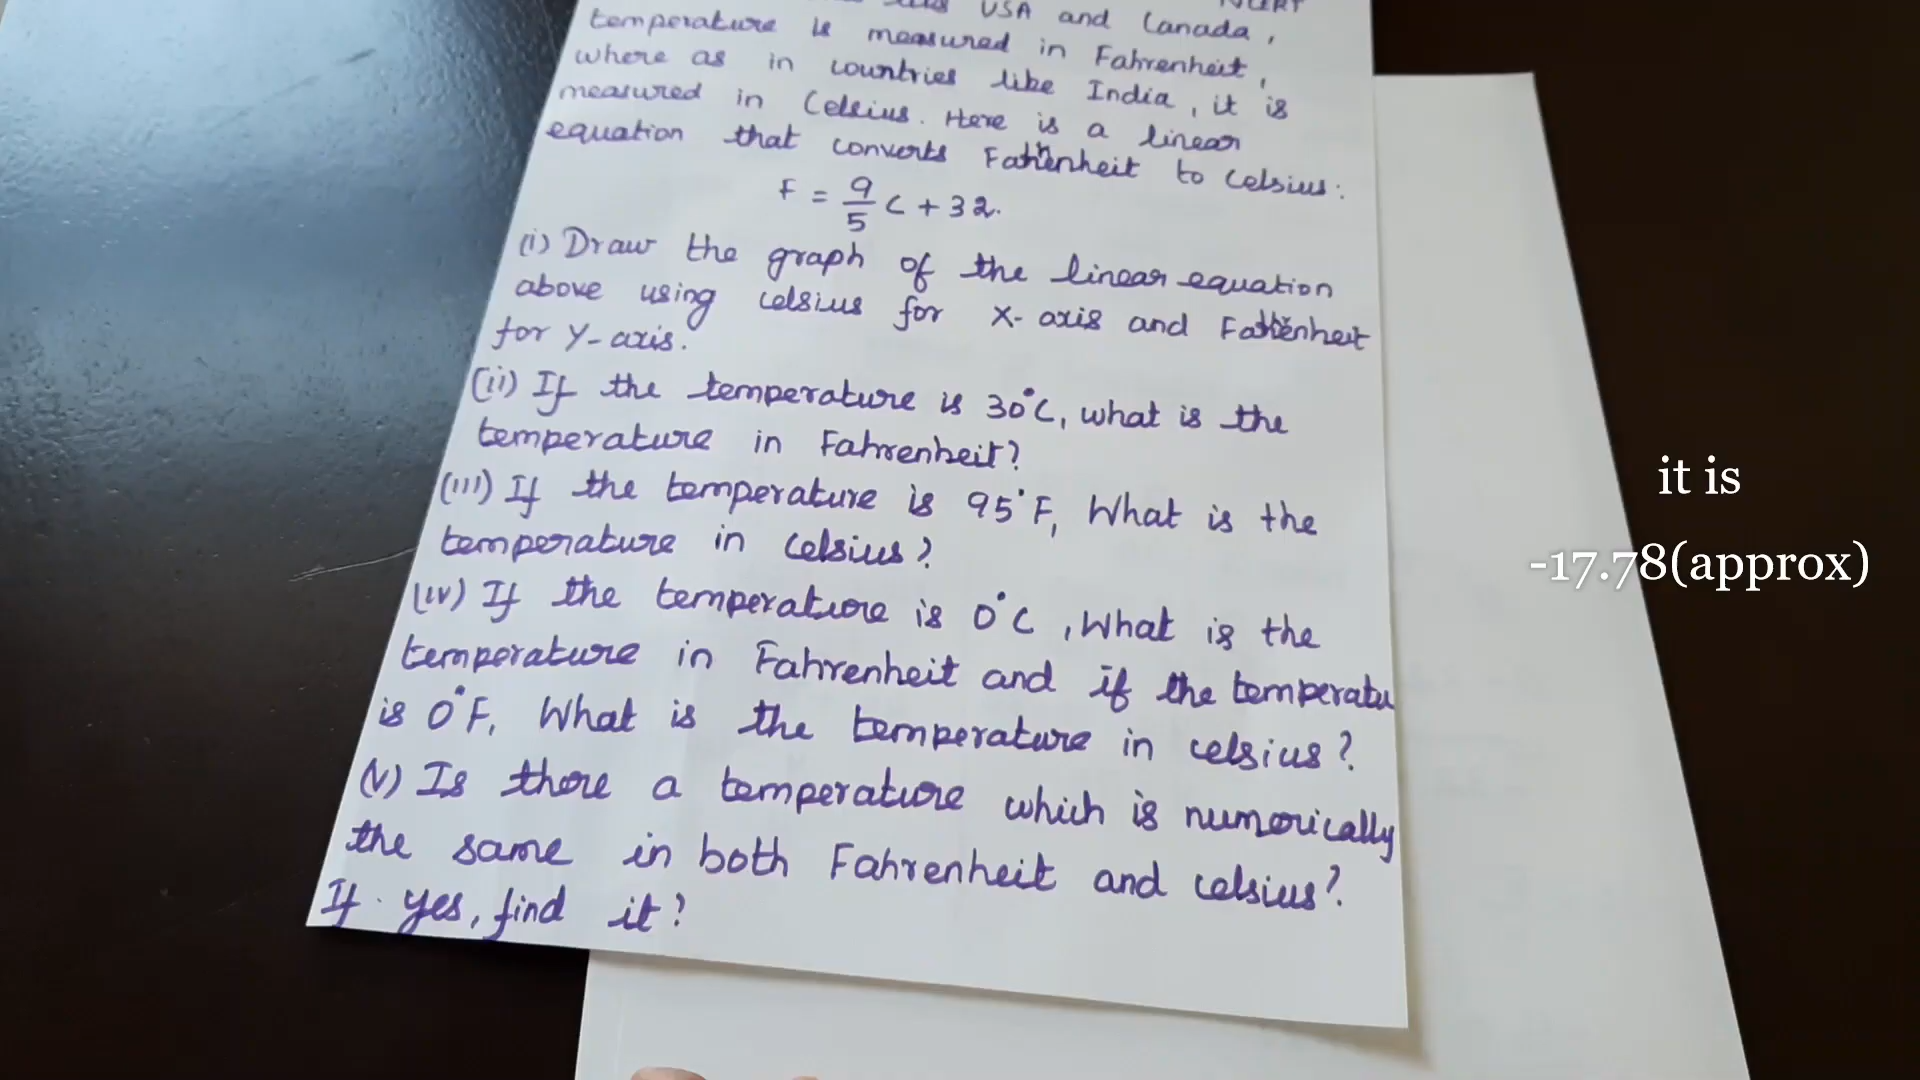 USA and Canada,
temperature is measured in Fahrenheit,
where as in countries like India, it is
measured in Celsius. Here is a linear
equation that converts Fahrenheit to Celsius:
F = 9/5 C + 32.
(i) Draw the graph of the linear equation
above using celsius for X-axis and Fahrenheit
for Y-axis.
(ii) If the temperature is 30°C, what is the
temperature in Fahrenheit?
(iii) If the temperature is 95°F, What is the
temperature in celsius?
(iv) If the temperature is 0°C, What is the
temperature in Fahrenheit and if the temperatu
is 0°F, What is the temperature in celsius?
(v) Is there a temperature which is numerically
the same in both Fahrenheit and celsius?
If yes, find it?
it is
-17.78(approx)